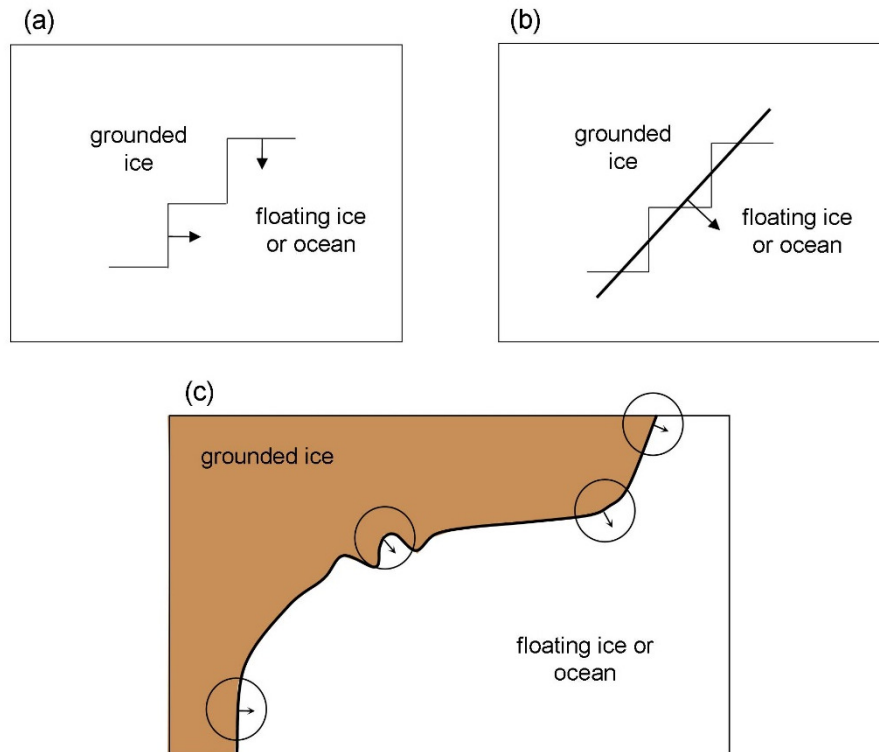 (a)
grounded
ice
floating ice
or ocean
(b)
grounded
ice
floating ice
or ocean
(c)
grounded ice
floating ice or
ocean